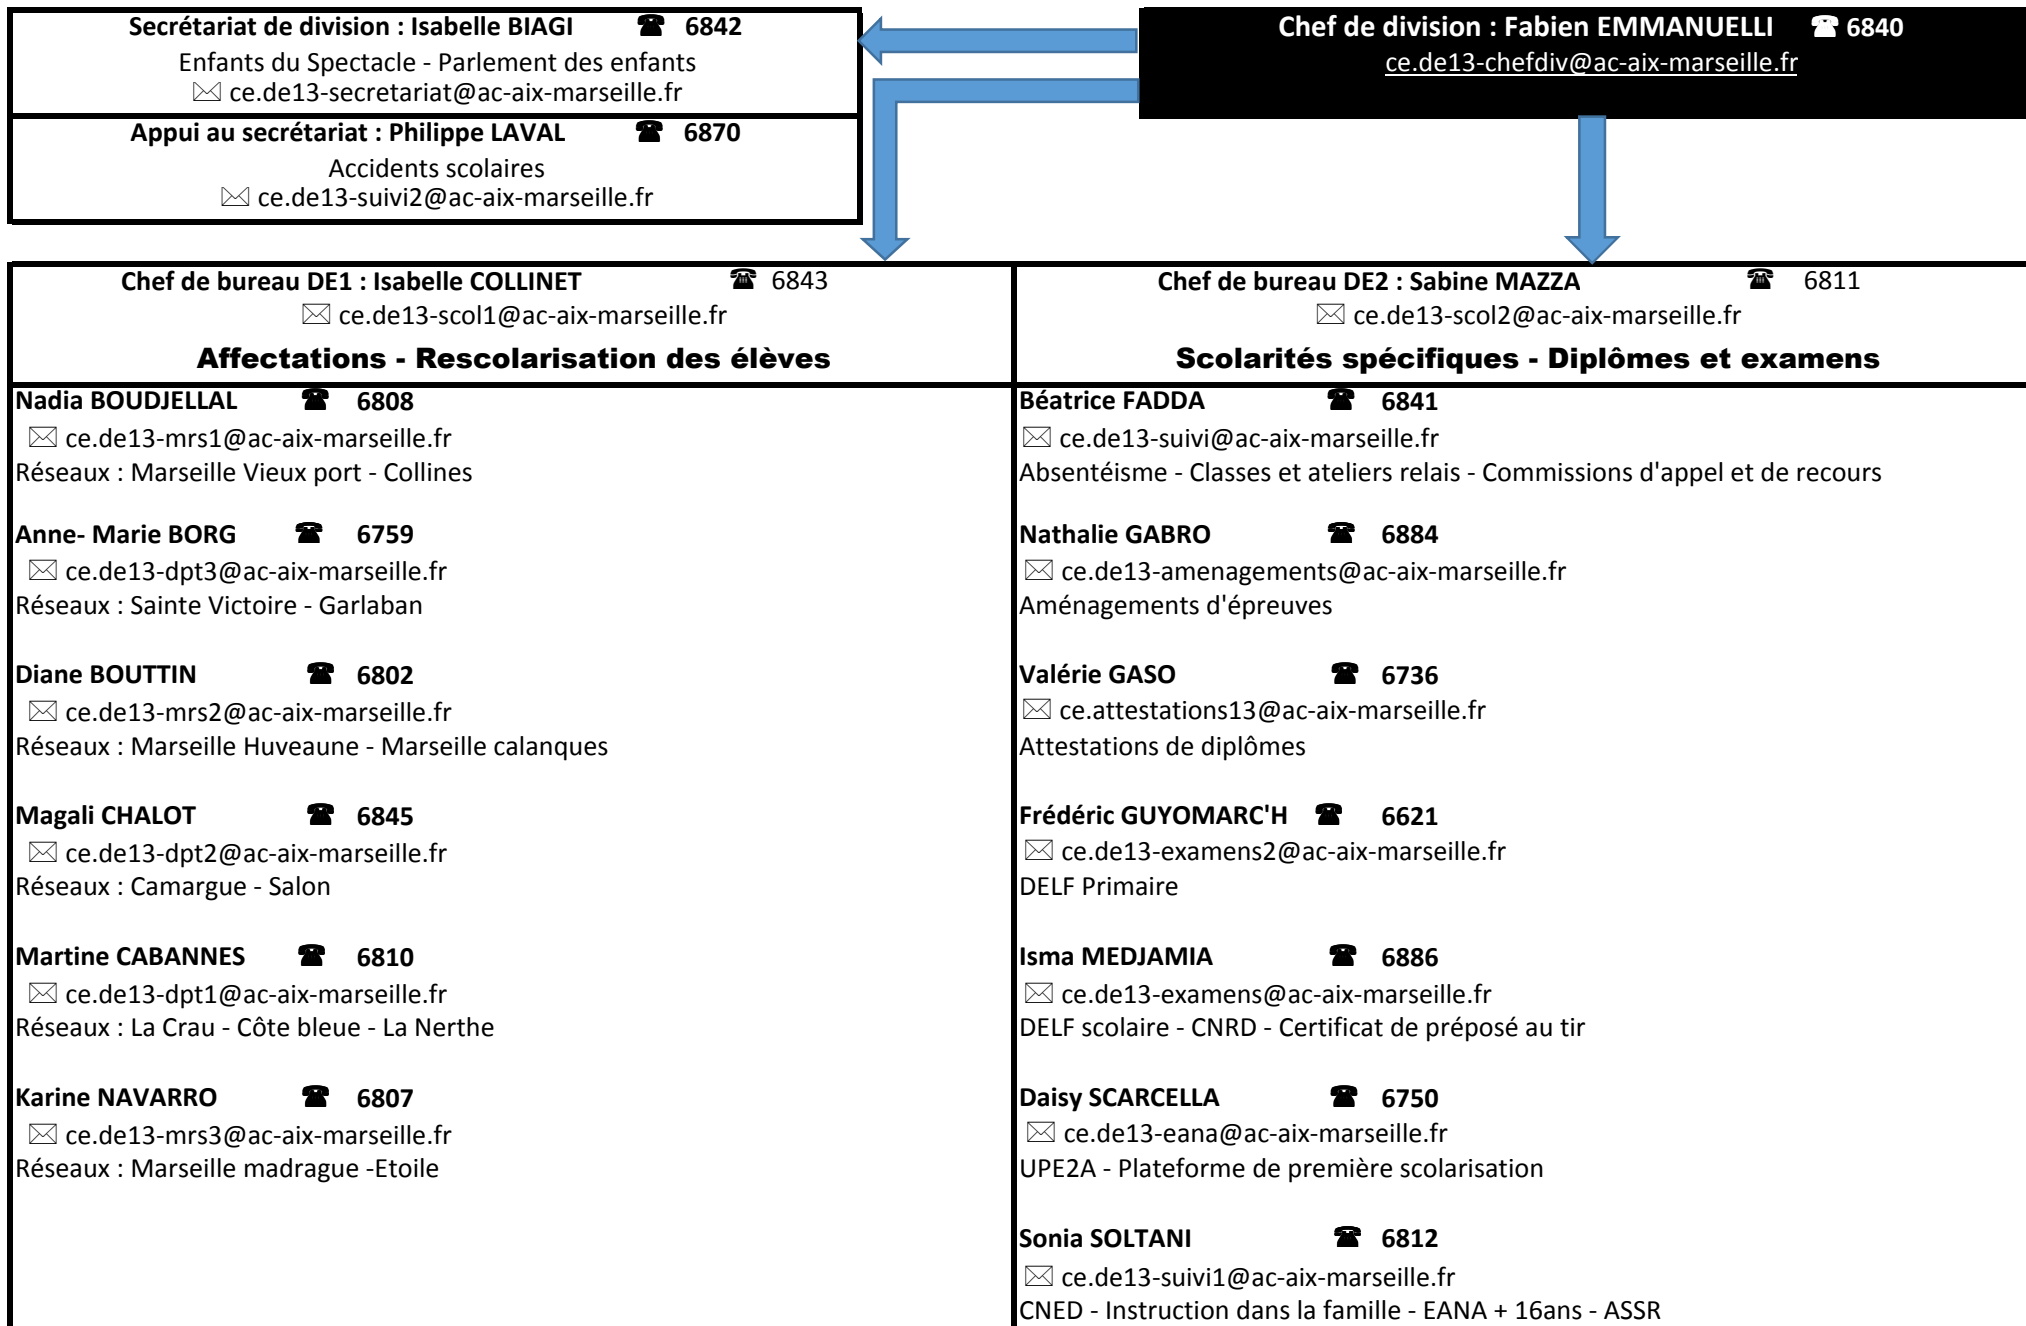 Secrétariat de division : Isabelle BIAGI ☎ 6842
Enfants du Spectacle - Parlement des enfants
✉ ce.de13-secretariat@ac-aix-marseille.fr
Appui au secrétariat : Philippe LAVAL ☎ 6870
Accidents scolaires
✉ ce.de13-suivi2@ac-aix-marseille.fr
Chef de division : Fabien EMMANUELLI ☎ 6840
ce.de13-chefdiv@ac-aix-marseille.fr
Chef de bureau DE1 : Isabelle COLLINET ☎ 6843
✉ ce.de13-scol1@ac-aix-marseille.fr
Affectations - Rescolarisation des élèves
Nadia BOUDJELLAL ☎ 6808
✉ ce.de13-mrs1@ac-aix-marseille.fr
Réseaux : Marseille Vieux port - Collines
Anne- Marie BORG ☎ 6759
✉ ce.de13-dpt3@ac-aix-marseille.fr
Réseaux : Sainte Victoire - Garlaban
Diane BOUTTIN ☎ 6802
✉ ce.de13-mrs2@ac-aix-marseille.fr
Réseaux : Marseille Huveaune - Marseille calanques
Magali CHALOT ☎ 6845
✉ ce.de13-dpt2@ac-aix-marseille.fr
Réseaux : Camargue - Salon
Martine CABANNES ☎ 6810
✉ ce.de13-dpt1@ac-aix-marseille.fr
Réseaux : La Crau - Côte bleue - La Nerthe
Karine NAVARRO ☎ 6807
✉ ce.de13-mrs3@ac-aix-marseille.fr
Réseaux : Marseille madrague -Etoile
Chef de bureau DE2 : Sabine MAZZA ☎ 6811
✉ ce.de13-scol2@ac-aix-marseille.fr
Scolarités spécifiques - Diplômes et examens
Béatrice FADDA ☎ 6841
✉ ce.de13-suivi@ac-aix-marseille.fr
Absentéisme - Classes et ateliers relais - Commissions d'appel et de recours
Nathalie GABRO ☎ 6884
✉ ce.de13-amenagements@ac-aix-marseille.fr
Aménagements d'épreuves
Valérie GASO ☎ 6736
✉ ce.attestations13@ac-aix-marseille.fr
Attestations de diplômes
Frédéric GUYOMARC'H ☎ 6621
✉ ce.de13-examens2@ac-aix-marseille.fr
DELF Primaire
Isma MEDJAMIA ☎ 6886
✉ ce.de13-examens@ac-aix-marseille.fr
DELF scolaire - CNRD - Certificat de préposé au tir
Daisy SCARCELLA ☎ 6750
✉ ce.de13-eana@ac-aix-marseille.fr
UPE2A - Plateforme de première scolarisation
Sonia SOLTANI ☎ 6812
✉ ce.de13-suivi1@ac-aix-marseille.fr
CNED - Instruction dans la famille - EANA + 16ans - ASSR